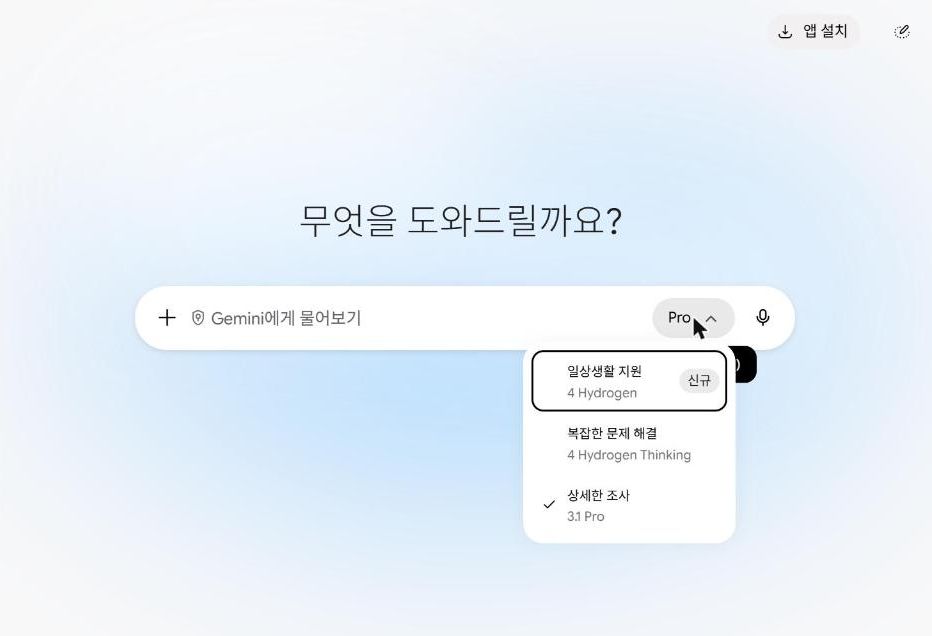 앱 설치
무엇을 도와드릴까요?
Gemini에게 물어보기
Pro
일상생활 지원
신규
4 Hydrogen
복잡한 문제 해결
4 Hydrogen Thinking
상세한 조사
3.1 Pro